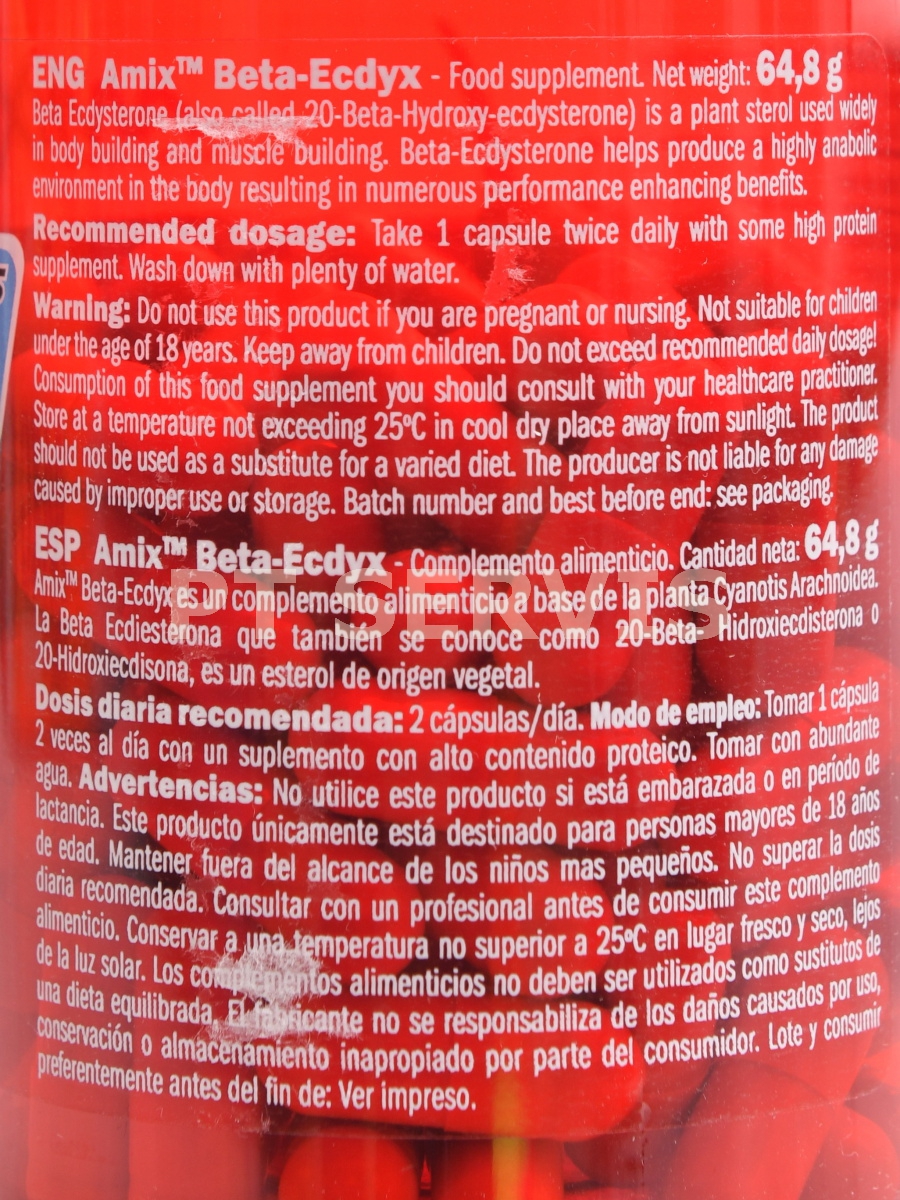 ENG Amix™ Beta-Ecdyx - Food supplement. Net weight: 64,8 g
Beta Ecdysterone (also called 20-Beta-Hydroxy-ecdysterone) is a plant sterol used widely
in body building and muscle building. Beta-Ecdysterone helps produce a highly anabolic
environment in the body resulting in numerous performance enhancing benefits.
Recommended dosage: Take 1 capsule twice daily with some high protein
supplement. Wash down with plenty of water.
Warning: Do not use this product if you are pregnant or nursing. Not suitable for children
under the age of 18 years. Keep away from children. Do not exceed recommended daily dosage!
Consumption of this food supplement you should consult with your healthcare practitioner.
Store at a temperature not exceeding 25ºC in cool dry place away from sunlight. The product
should not be used as a substitute for a varied diet. The producer is not liable for any damage
caused by improper use or storage. Batch number and best before end: see packaging.
ESP Amix™ Beta-Ecdyx - Complemento alimenticio. Cantidad neta: 64,8 g
Amix™ Beta-Ecdyx es un complemento alimenticio a base de la planta Cyanotis Arachnoidea.
PT SERVIS
La Beta Ecdiesterona que también se conoce como 20-Beta- Hidroxiecdisterona o
20-Hidroxiecdisona, es un esterol de origen vegetal.
Dosis diaria recomendada: 2 cápsulas/día. Modo de empleo: Tomar 1 cápsula
2 veces al día con un suplemento con alto contenido proteico. Tomar con abundante
agua. Advertencias: No utilice este producto si está embarazada o en período de
lactancia. Este producto únicamente está destinado para personas mayores de 18 años
de edad. Mantener fuera del alcance de los niños mas pequeños. No superar la dosis
diaria recomendada. Consultar con un profesional antes de consumir este complemento
alimenticio. Conservar a una temperatura no superior a 25ºC en lugar fresco y seco, lejos
de la luz solar. Los complementos alimenticios no deben ser utilizados como sustitutos de
una dieta equilibrada. El fabricante no se responsabiliza de los daños causados por uso,
conservación o almacenamiento inapropiado por parte del consumidor. Lote y consumir
preferentemente antes del fin de: Ver impreso.